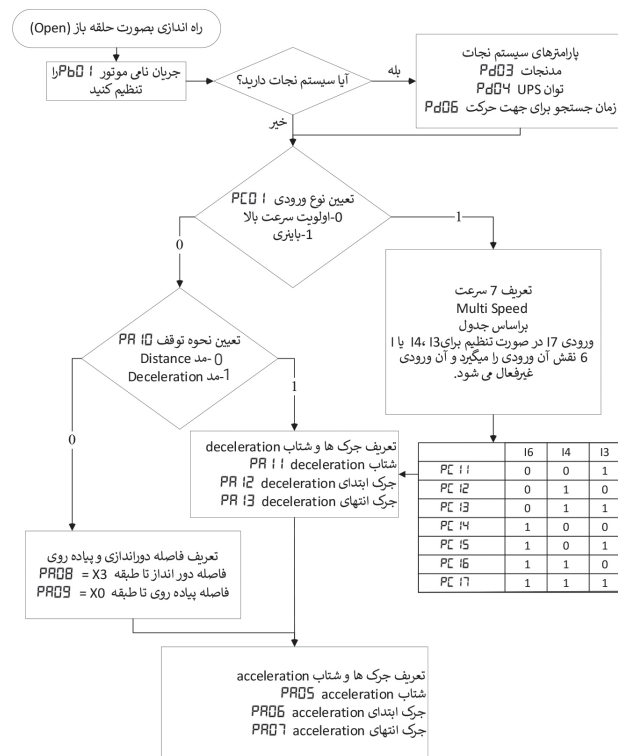 راه اندازی بصورت حلقه باز (Open)
جریان نامی موتور Pb01 را
تنظیم کنید
آیا سیستم نجات دارید؟
بله
خیر
پارامترهای سیستم نجات
مدنجات Pd03
توان UPS Pd04
زمان جستجو برای جهت حرکت Pd06
تعیین نوع ورودی PC01
0-اولویت سرعت بالا
1-باینری
0
1
تعریف 7 سرعت
Multi Speed
براساس جدول
ورودی I7 در صورت تنظیم برای I4، I3 یا I
6 نقش آن ورودی را میگیرد و آن ورودی
غیرفعال می شود.
تعیین نحوه توقف PA10
0-مد Distance
1-مد Deceleration
0
1
I6 I4 I3
PC11 0 0 1
PC12 0 1 0
PC13 0 1 1
PC14 1 0 0
PC15 1 0 1
PC16 1 1 0
PC17 1 1 1
تعریف جرک ها و شتاب deceleration
شتاب deceleration PA11
جرک ابتدای deceleration PA12
جرک انتهای deceleration PA13
تعریف فاصله دوراندازی و پیاده روی
فاصله دور انداز تا طبقه PA08 = X3
فاصله پیاده روی تا طبقه PA09 = X0
تعریف جرک ها و شتاب acceleration
شتاب acceleration PA05
جرک ابتدای acceleration PA06
جرک انتهای acceleration PA07